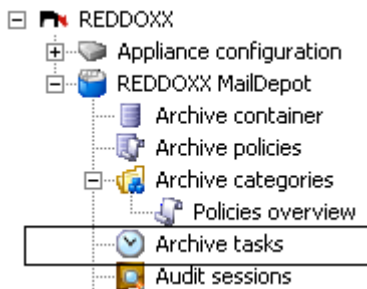 REDDOXX
Appliance configuration
REDDOXX MailDepot
Archive container
Archive policies
Archive categories
Policies overview
Archive tasks
Audit sessions